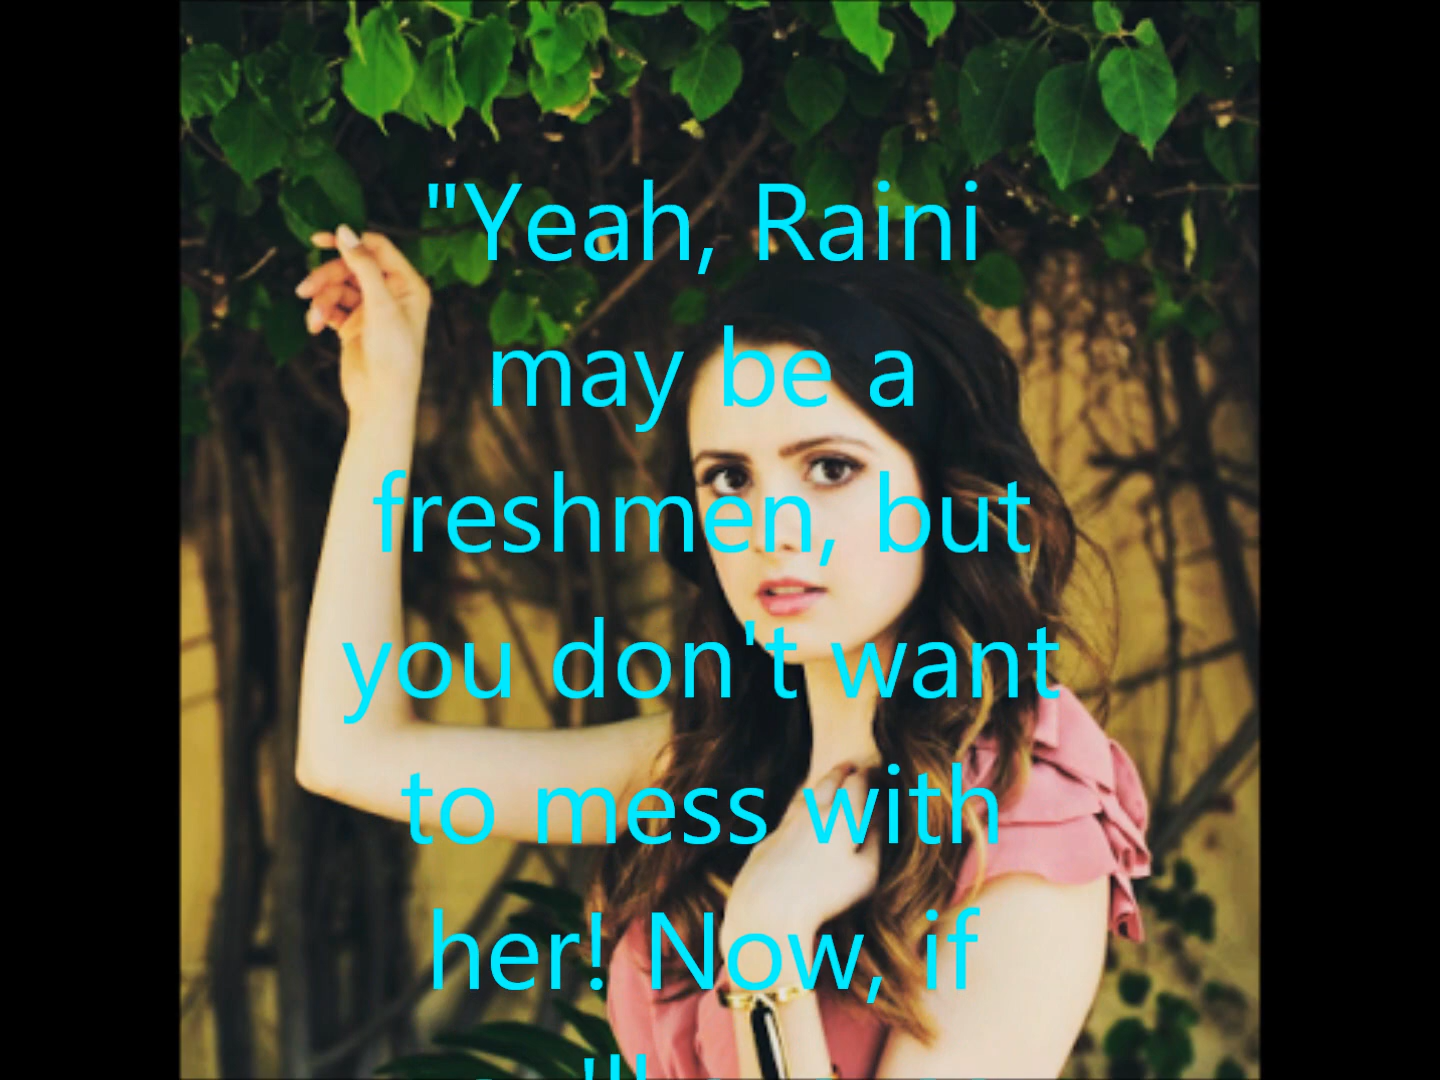 "Yeah, Raini
may be a
freshmen, but
you don't want
to mess with
her! Now, if